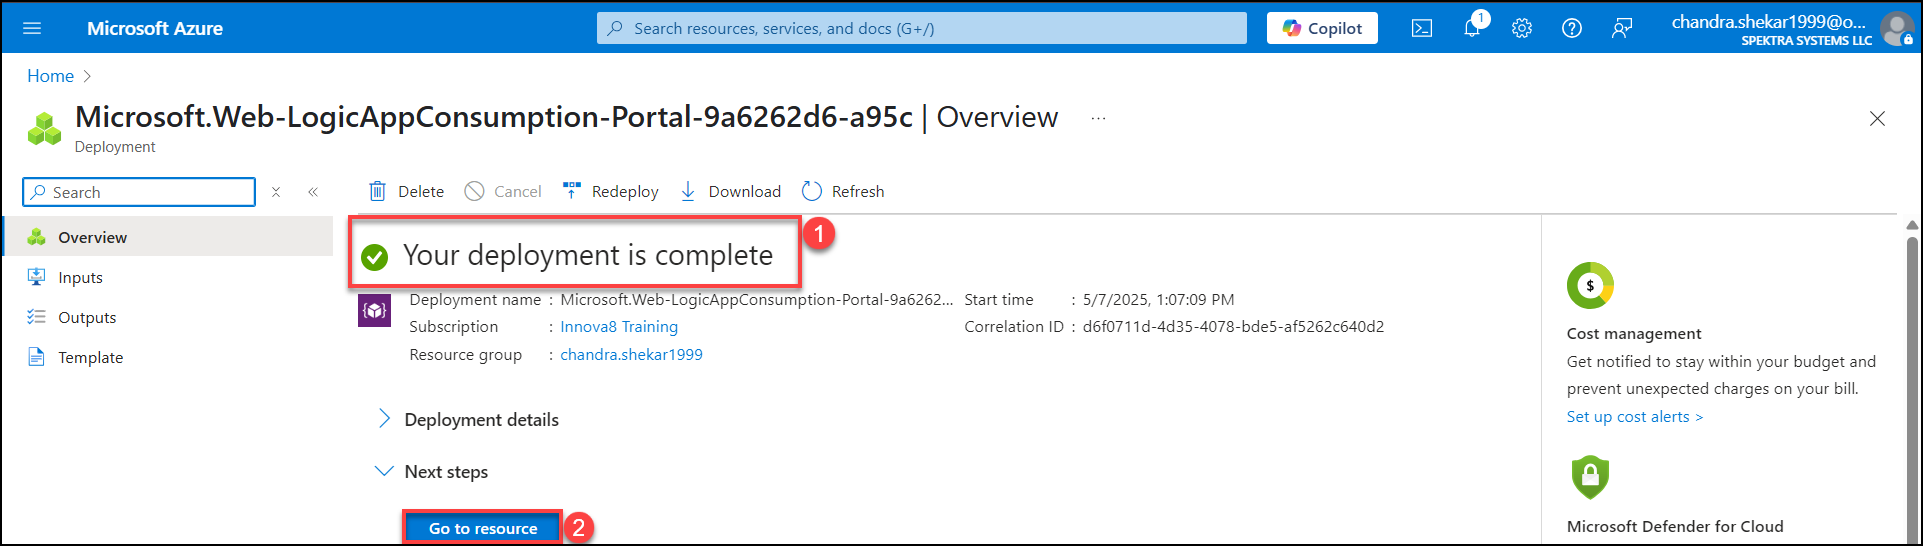 Microsoft Azure
Search resources, services, and docs (G+/)
Copilot
1
chandra.shekar1999@o...
SPEKTRA SYSTEMS LLC
Home
Microsoft.Web-LogicAppConsumption-Portal-9a6262d6-a95c | Overview ...
Deployment
Search
Delete Cancel Redeploy Download Refresh
Overview
Inputs
Outputs
Template
Your deployment is complete
1
Deployment name : Microsoft.Web-LogicAppConsumption-Portal-9a6262... Start time : 5/7/2025, 1:07:09 PM
Subscription : Innova8 Training Correlation ID : d6f0711d-4d35-4078-bde5-af5262c640d2
Resource group : chandra.shekar1999
Deployment details
Next steps
Go to resource
2
$
Cost management
Get notified to stay within your budget and
prevent unexpected charges on your bill.
Set up cost alerts >
Microsoft Defender for Cloud